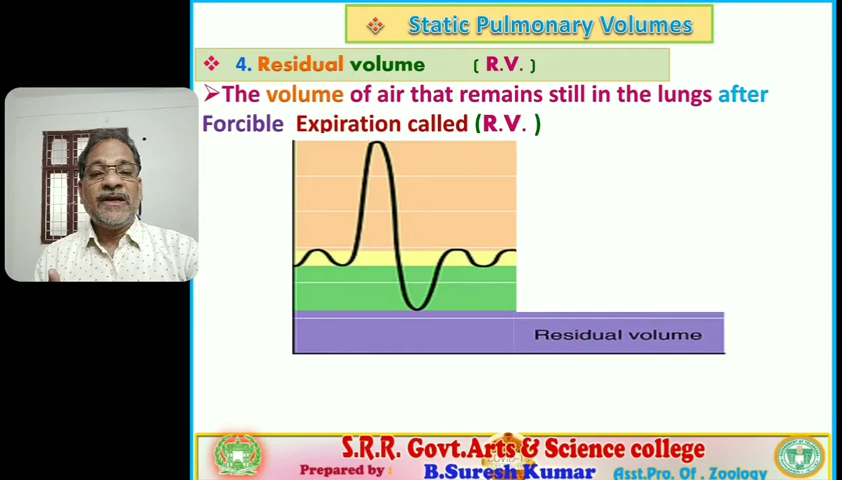 Static Pulmonary Volumes
4. Residual volume ( R.V. )
The volume of air that remains still in the lungs after
Forcible Expiration called (R.V. )
Residual volume
S.R.R. Govt.Arts & Science college
Prepared by : B.Suresh Kumar Asst.Pro. Of . Zoology